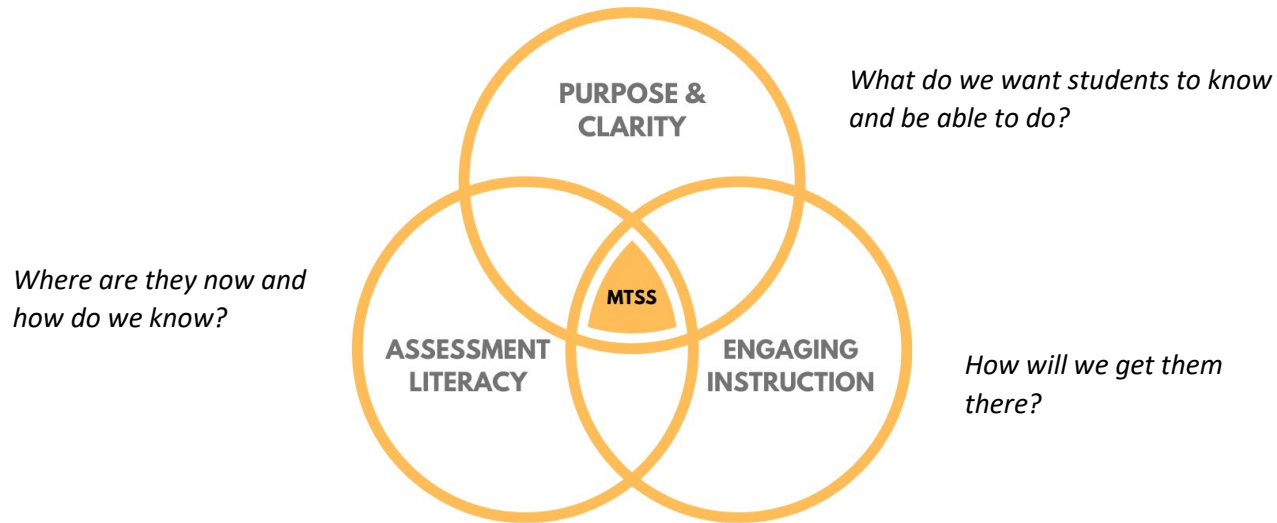 PURPOSE &
CLARITY
What do we want students to know
and be able to do?
Where are they now and
how do we know?
MTSS
ASSESSMENT
LITERACY
ENGAGING
INSTRUCTION
How will we get them
there?